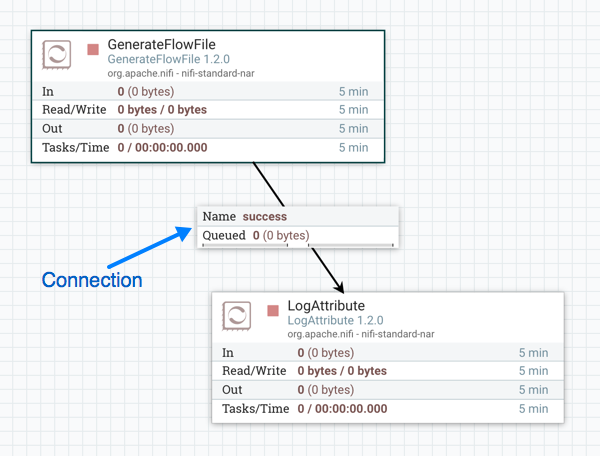 GenerateFlowFile
GenerateFlowFile 1.2.0
org.apache.nifi - nifi-standard-nar
In 0 (0 bytes) 5 min
Read/Write 0 bytes / 0 bytes 5 min
Out 0 (0 bytes) 5 min
Tasks/Time 0 / 00:00:00.000 5 min
Name success
Queued 0 (0 bytes)
Connection
LogAttribute
LogAttribute 1.2.0
org.apache.nifi - nifi-standard-nar
In 0 (0 bytes) 5 min
Read/Write 0 bytes / 0 bytes 5 min
Out 0 (0 bytes) 5 min
Tasks/Time 0 / 00:00:00.000 5 min